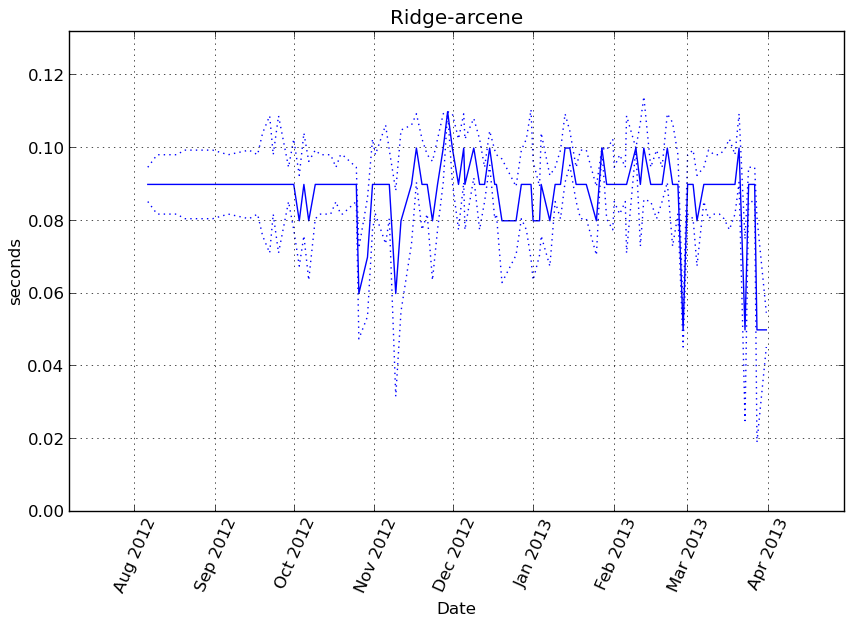 Ridge-arcene
0.12
0.10
0.08
0.06
0.04
0.02
0.00
seconds
Aug 2012
Sep 2012
Oct 2012
Nov 2012
Dec 2012
Jan 2013
Feb 2013
Mar 2013
Apr 2013
Date